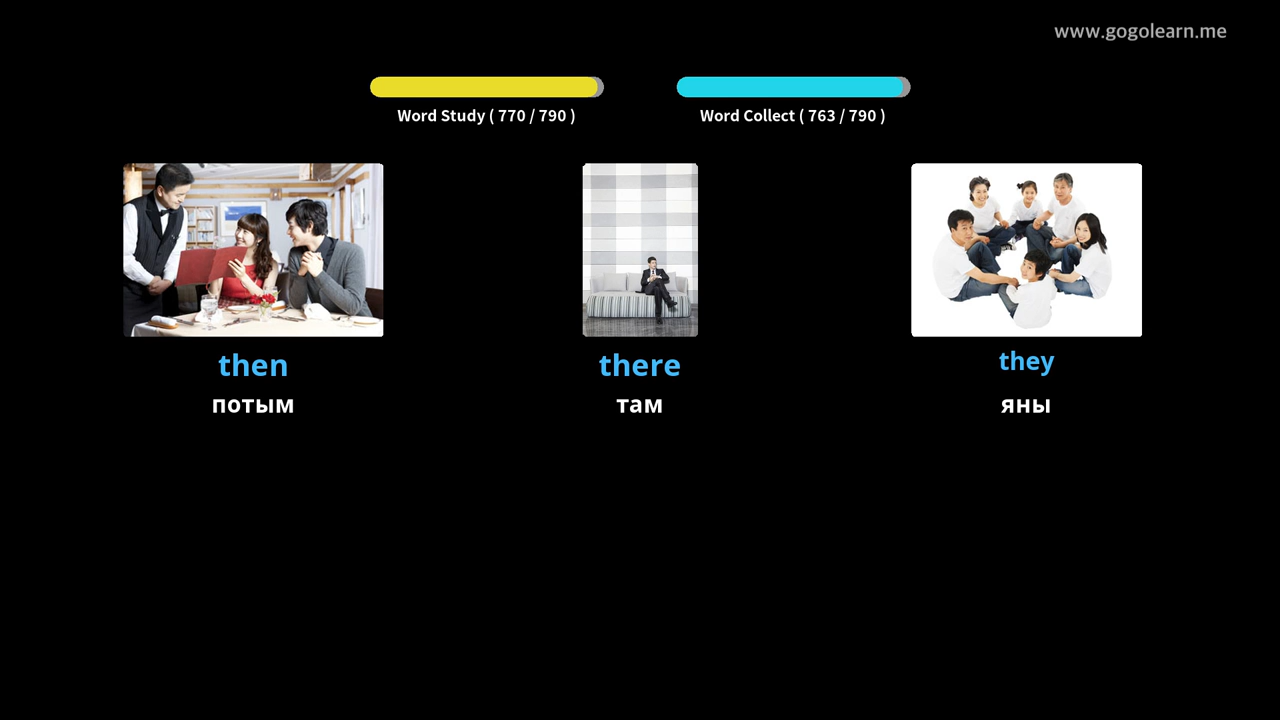 www.gogolearn.me
Word Study ( 770 / 790 )
Word Collect ( 763 / 790 )
then
there
they
потым
там
яны